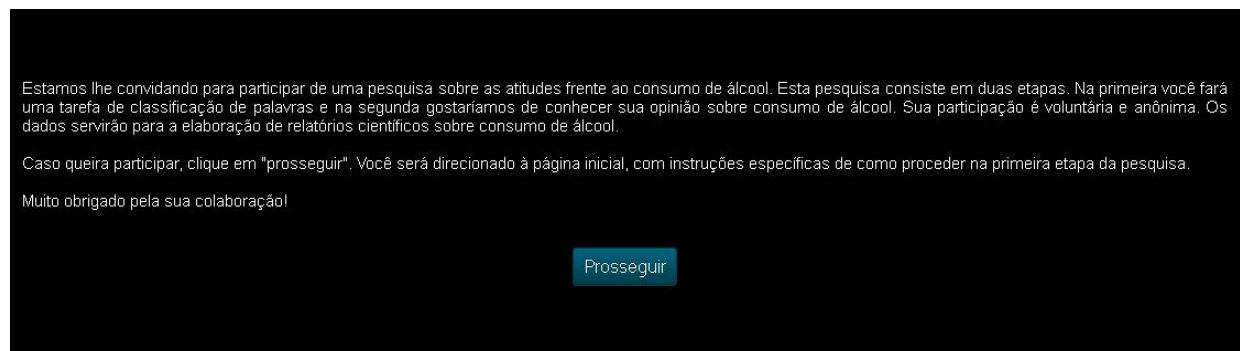 Estamos lhe convidando para participar de uma pesquisa sobre as atitudes frente ao consumo de álcool. Esta pesquisa consiste em duas etapas. Na primeira você fará
uma tarefa de classificação de palavras e na segunda gostaríamos de conhecer sua opinião sobre consumo de álcool. Sua participação é voluntária e anônima. Os
dados servirão para a elaboração de relatórios científicos sobre consumo de álcool.
Caso queira participar, clique em "prosseguir". Você será direcionado à página inicial, com instruções específicas de como proceder na primeira etapa da pesquisa.
Muito obrigado pela sua colaboração!
Prosseguir